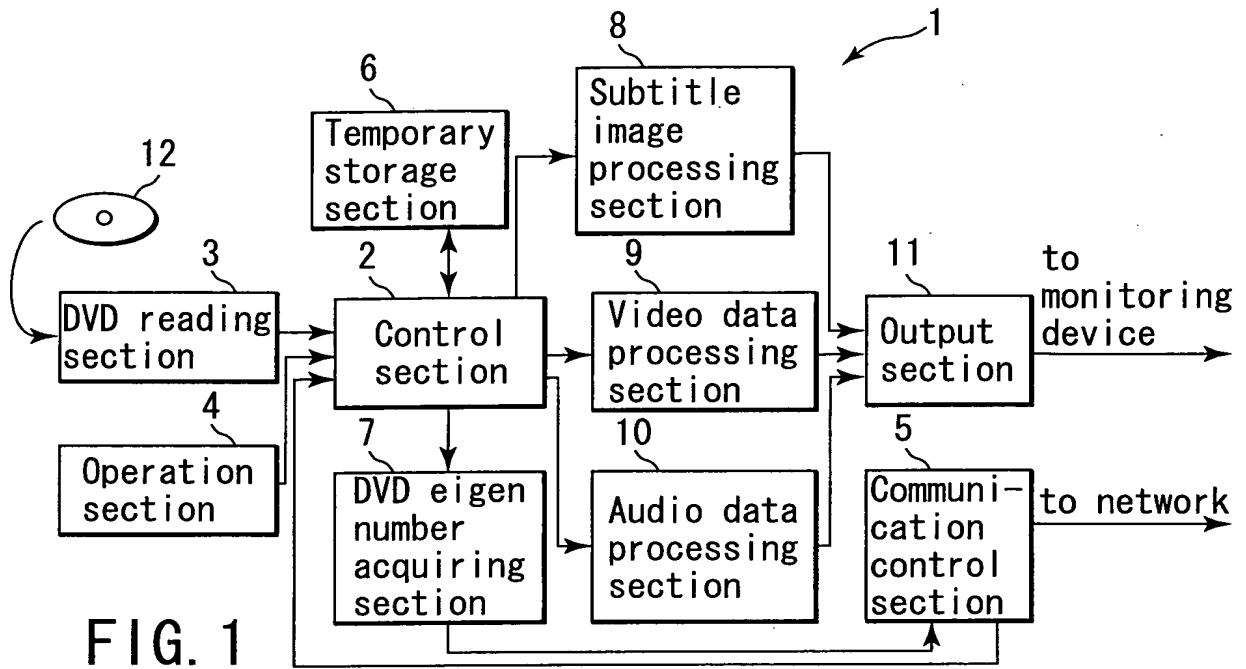 1
8
Subtitle
image
processing
section
6
Temporary
storage
section
12
3
DVD reading
section
2
Control
section
9
Video data
processing
section
11
Output
section
to
monitoring
device
4
Operation
section
7
DVD eigen
number
acquiring
section
10
Audio data
processing
section
5
Communi-
cation
control
section
to network
FIG. 1